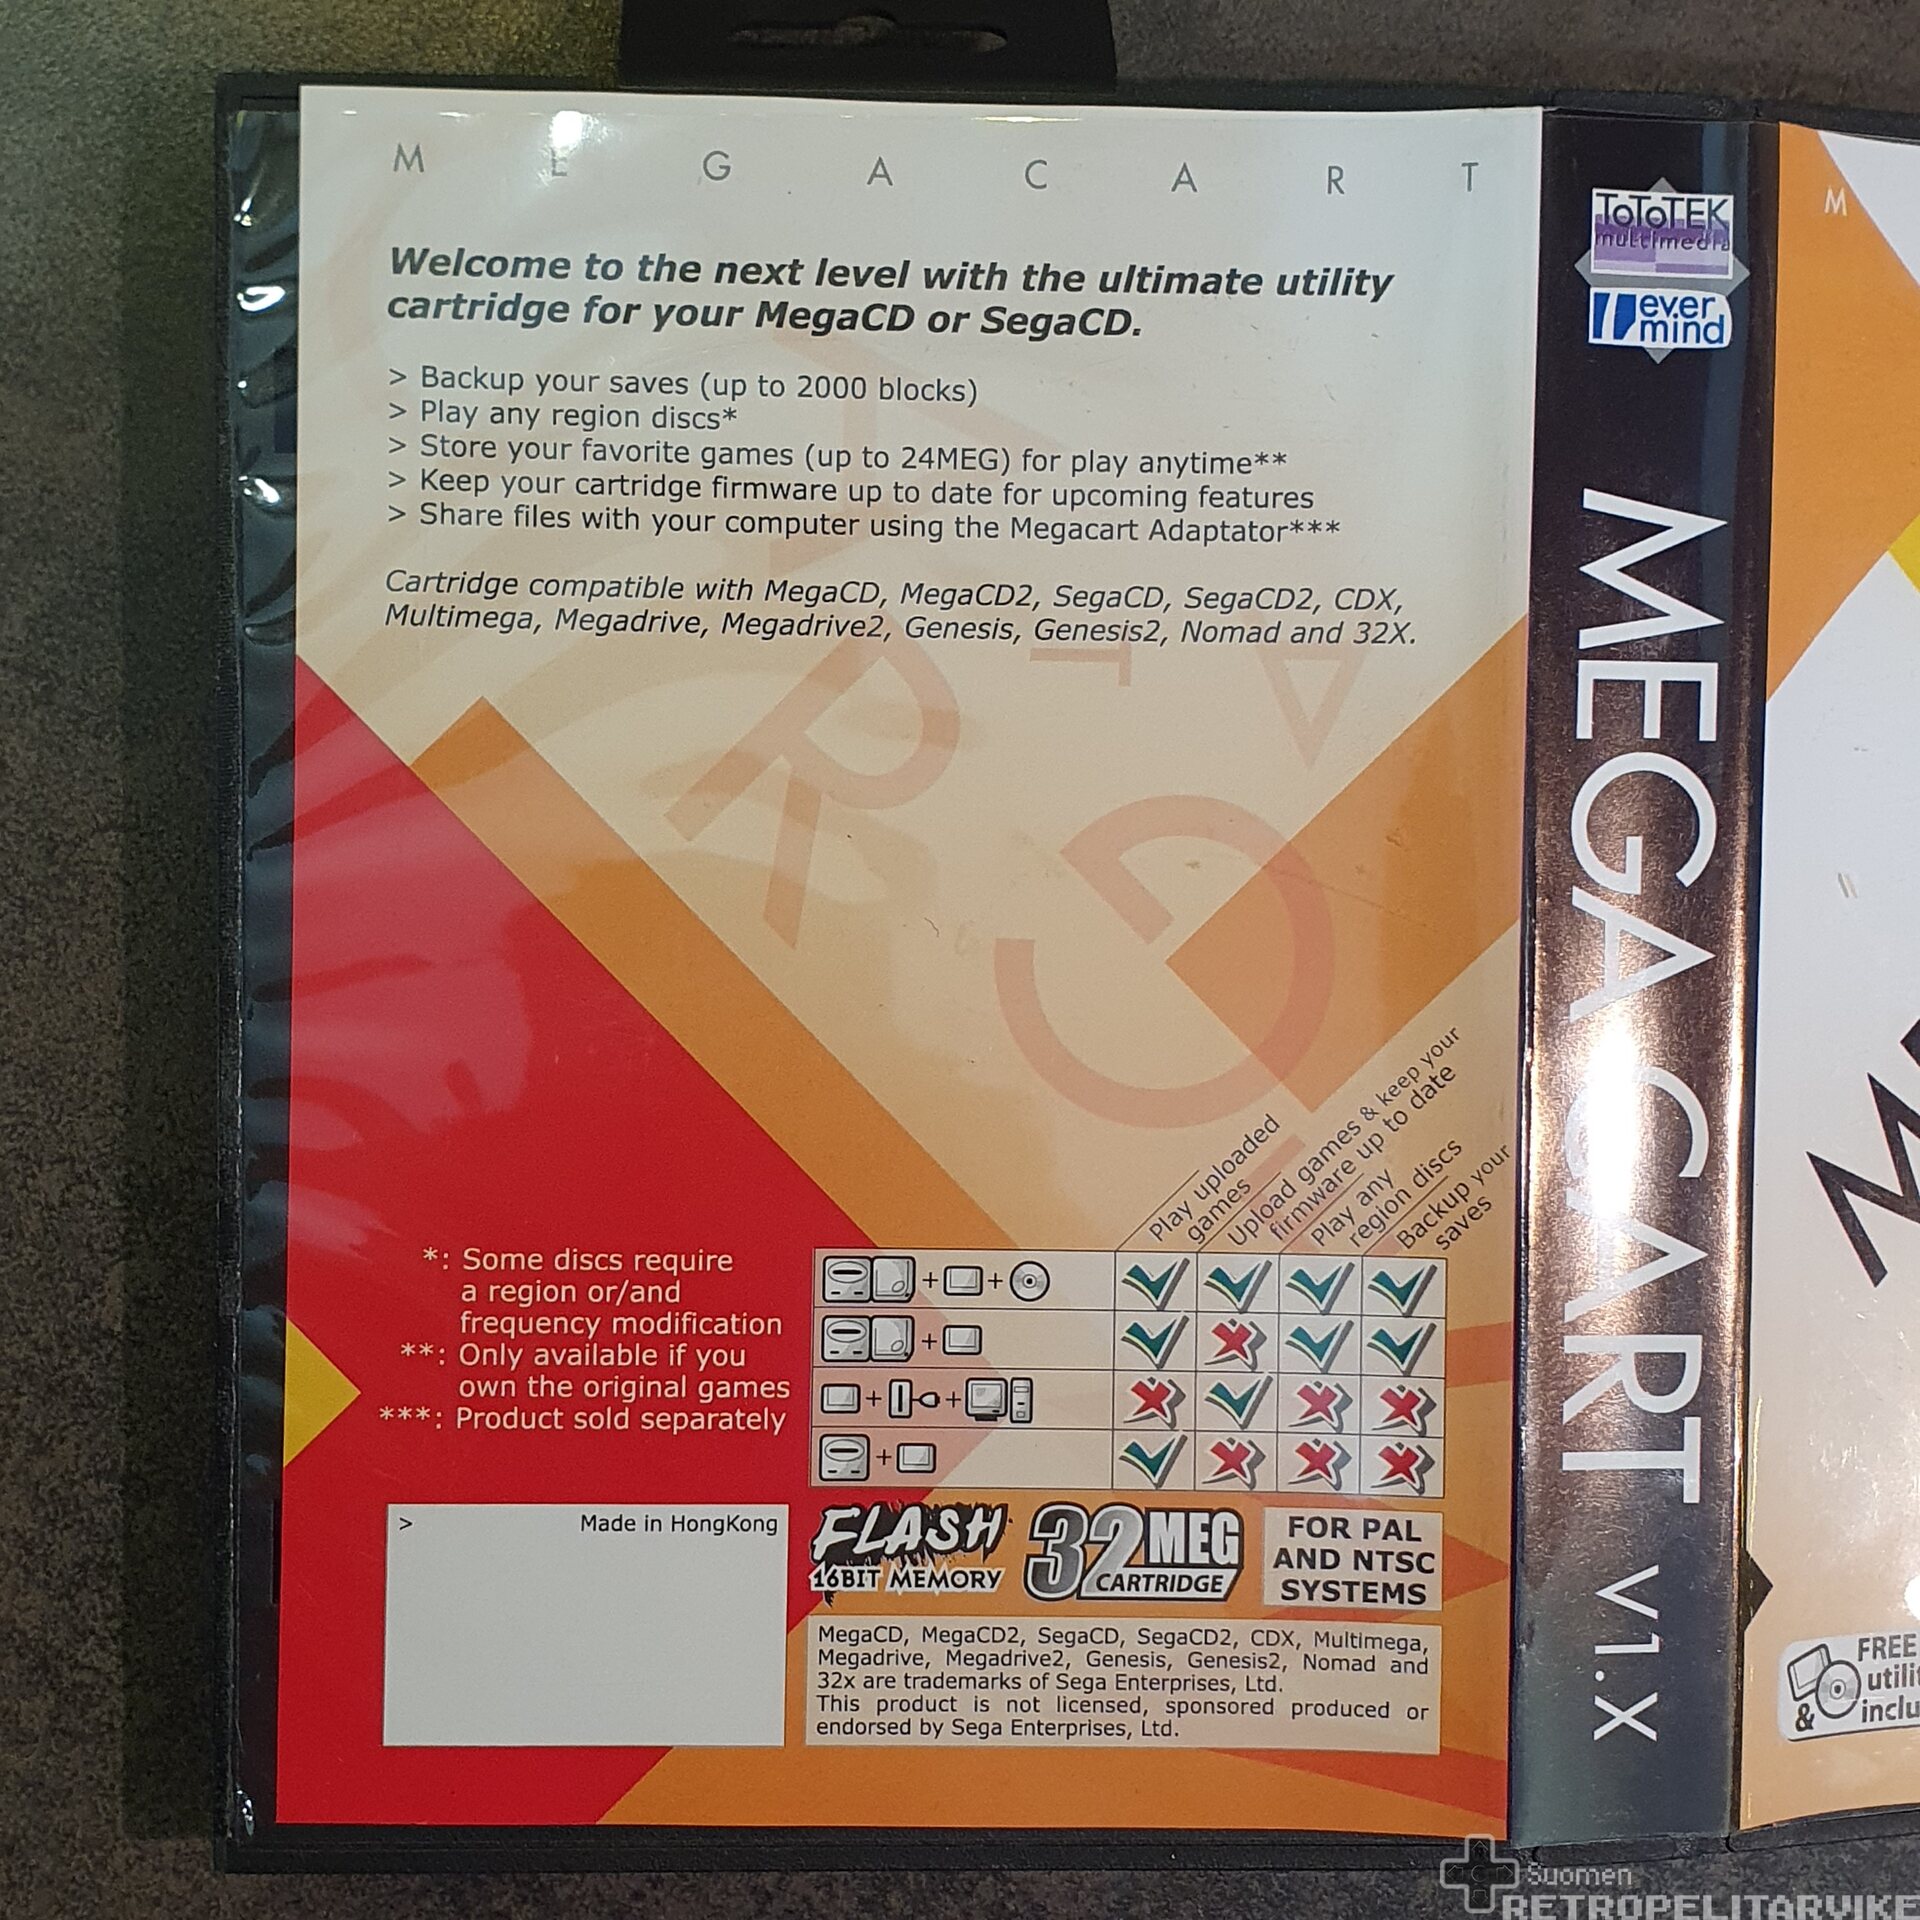 M E G A C A R T
Welcome to the next level with the ultimate utility
cartridge for your MegaCD or SegaCD.
> Backup your saves (up to 2000 blocks)
> Play any region discs*
> Store your favorite games (up to 24MEG) for play anytime**
> Keep your cartridge firmware up to date for upcoming features
> Share files with your computer using the Megacart Adaptator***
Cartridge compatible with MegaCD, MegaCD2, SegaCD, SegaCD2, CDX,
Multimega, Megadrive, Megadrive2, Genesis, Genesis2, Nomad and 32X.
Play uploaded
games
Upload games & keep your
firmware up to date
Play any
region discs
Backup your
saves
*: Some discs require
a region or/and
frequency modification
**: Only available if you
own the original games
***: Product sold separately
> Made in HongKong
FLASH
16BIT MEMORY
32MEG
CARTRIDGE
FOR PAL
AND NTSC
SYSTEMS
MegaCD, MegaCD2, SegaCD, SegaCD2, CDX, Multimega,
Megadrive, Megadrive2, Genesis, Genesis2, Nomad and
32x are trademarks of Sega Enterprises, Ltd.
This product is not licensed, sponsored produced or
endorsed by Sega Enterprises, Ltd.
ToToTEK
multimedia
ever
mind
MEGACART V1.X
M
FREE
&
Suomen
RETROPELITARVIKE